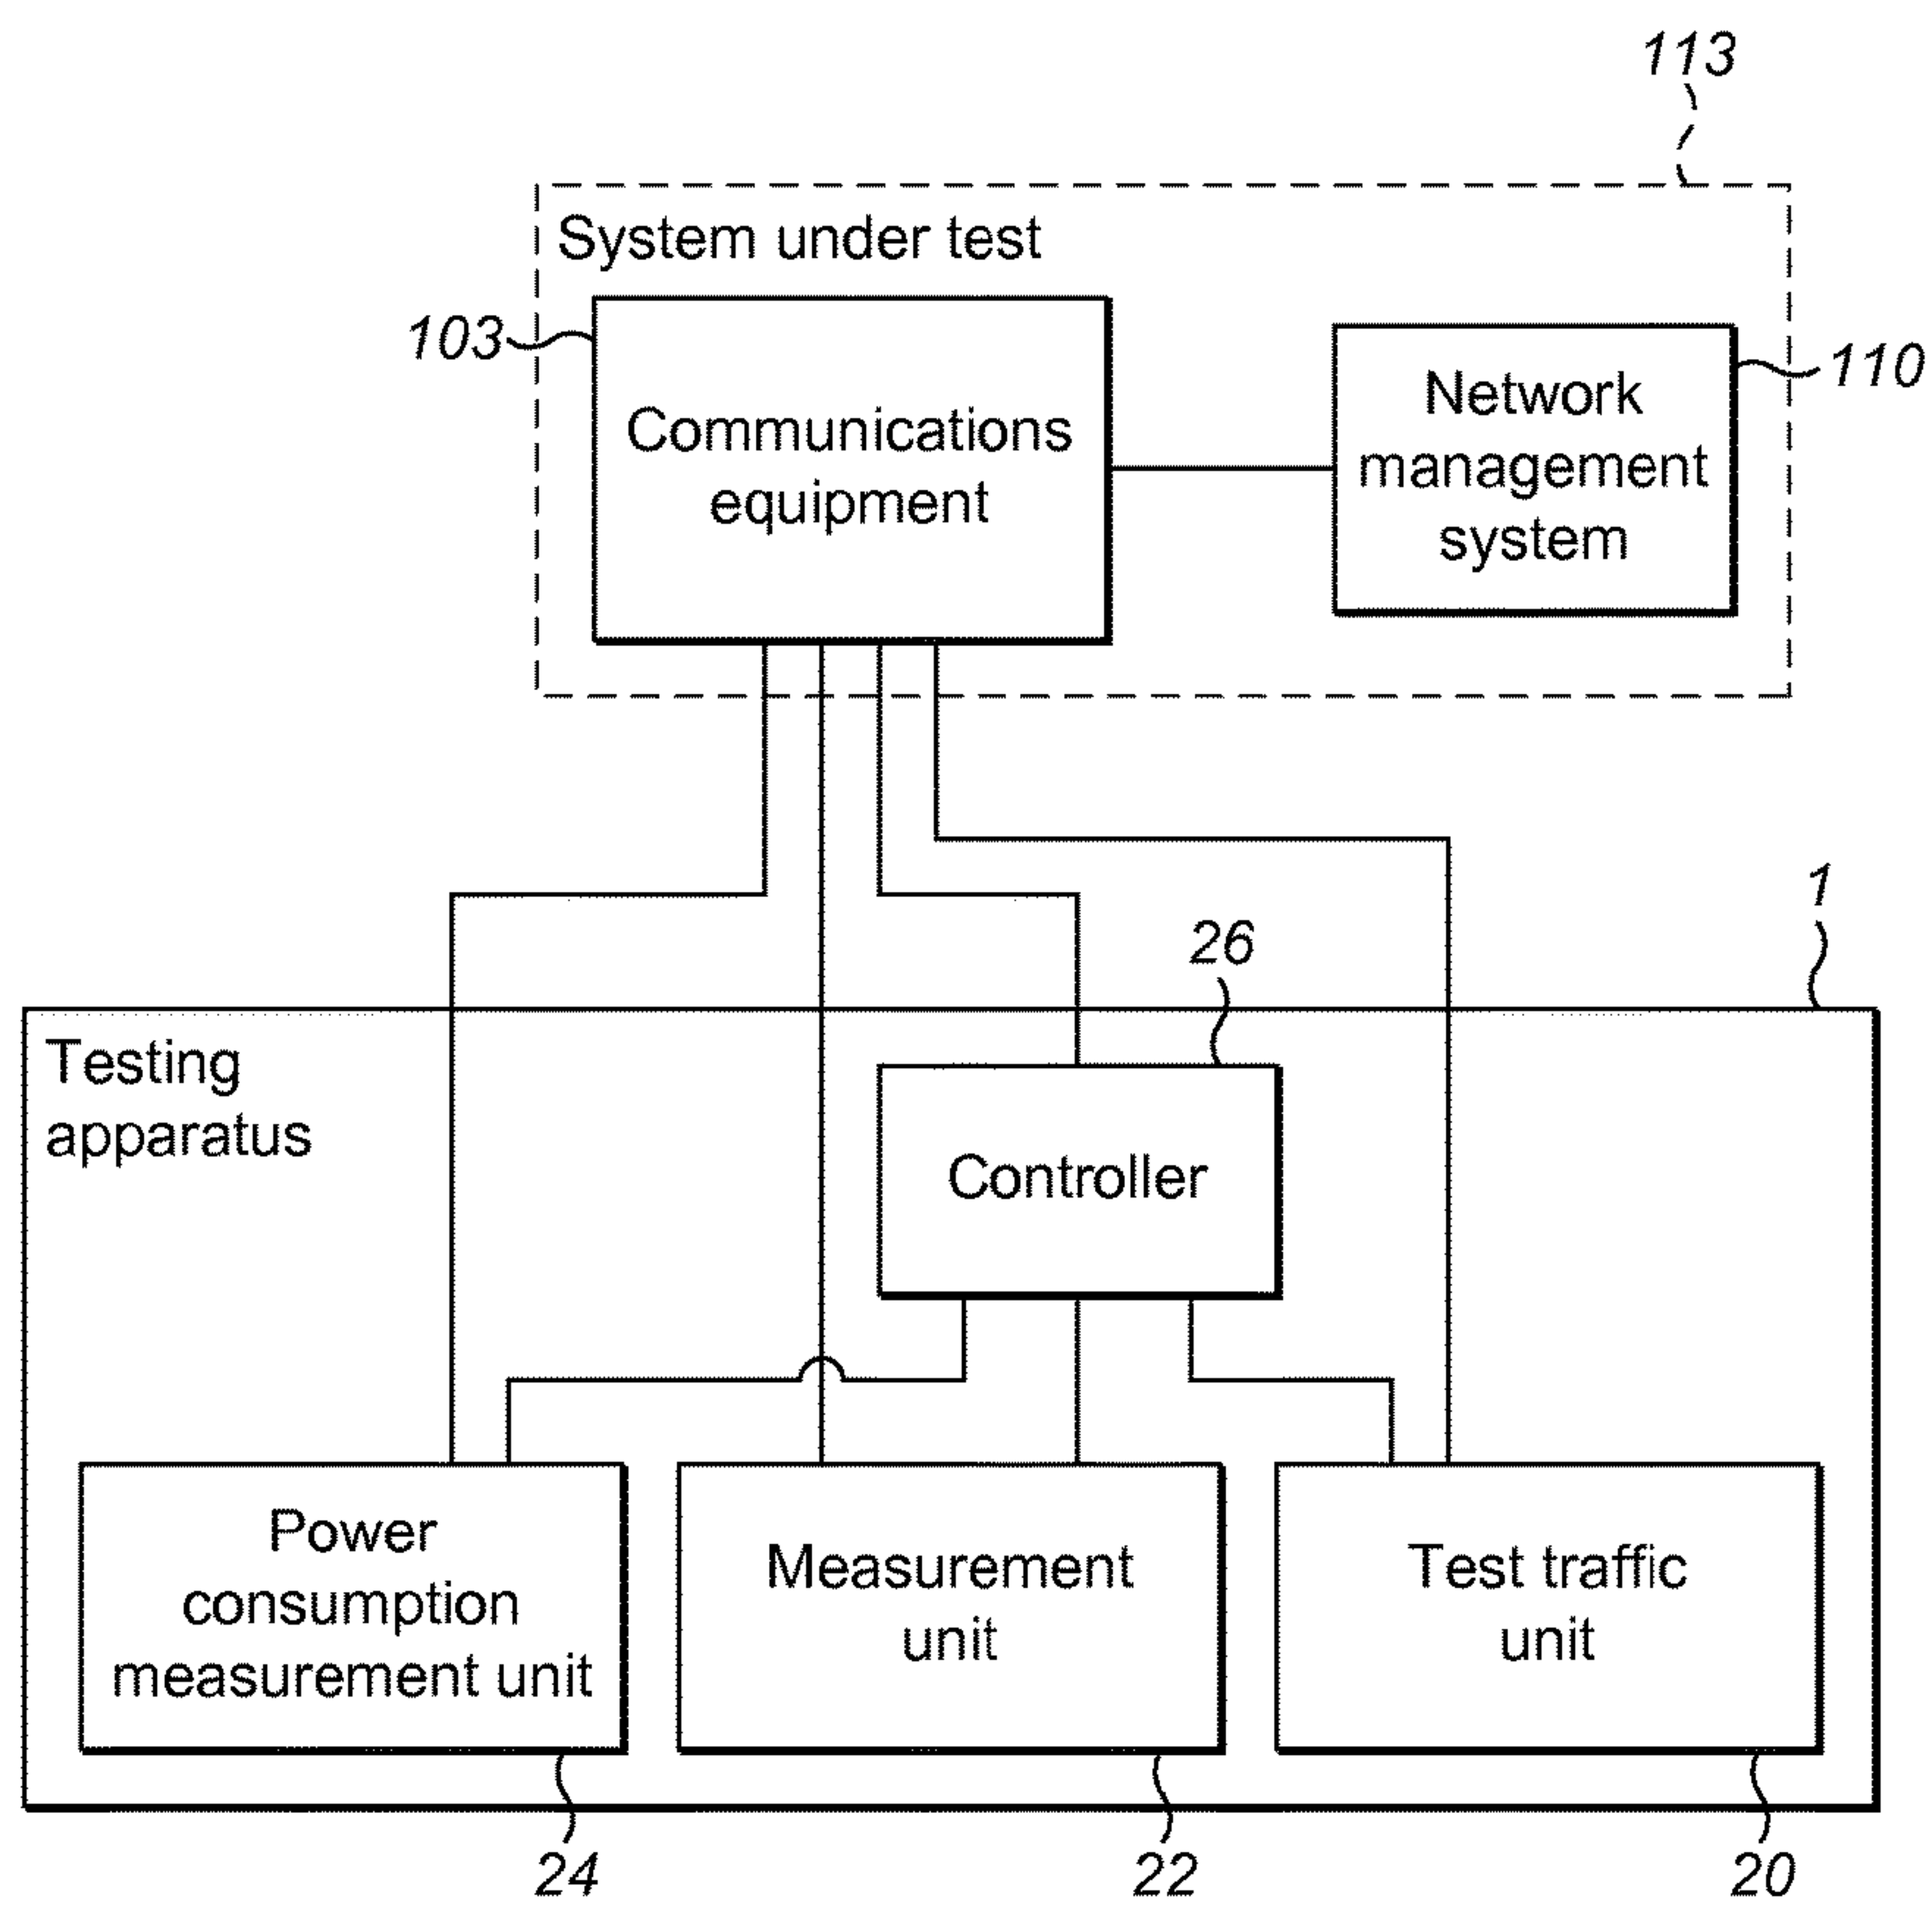 113
System under test
103
Communications
equipment
Network
management
system
110
1
26
Testing
apparatus
Controller
Power
consumption
measurement unit
Measurement
unit
Test traffic
unit
24
22
20